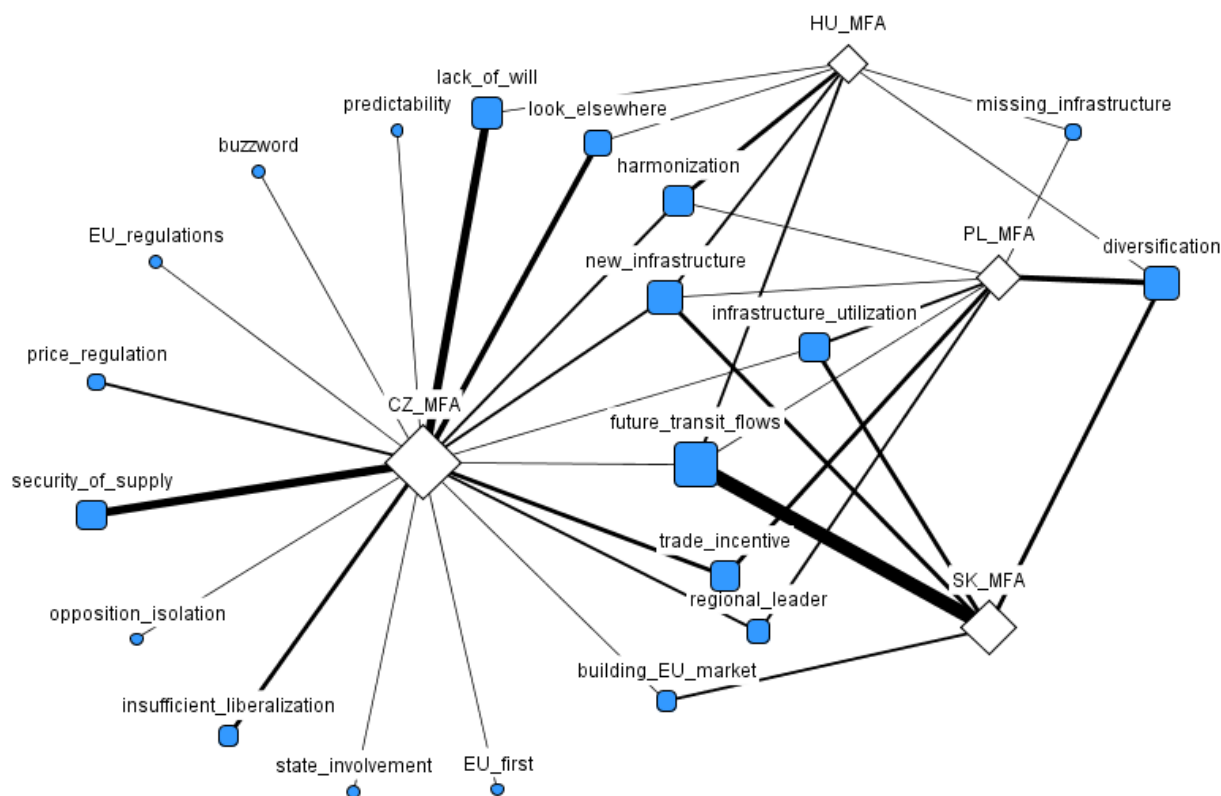 HU_MFA
lack_of_will
predictability
look_elsewhere
missing_infrastructure
buzzword
harmonization
EU_regulations
PL_MFA
diversification
new_infrastructure
infrastructure_utilization
price_regulation
CZ_MFA
future_transit_flows
security_of_supply
trade_incentive
SK_MFA
regional_leader
opposition_isolation
building_EU_market
insufficient_liberalization
state_involvement
EU_first